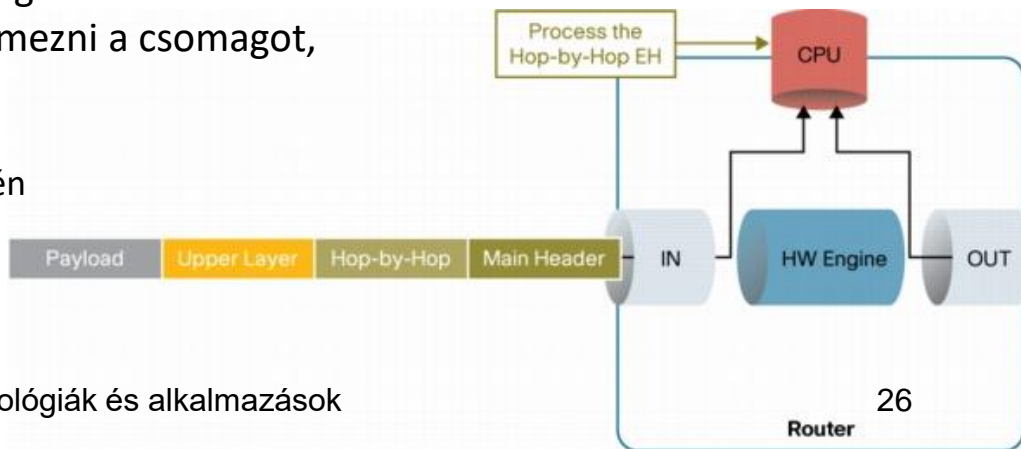 mezni a csomagot,
én
Process the
Hop-by-Hop EH
CPU
Payload
Upper Layer
Hop-by-Hop
Main Header
IN
HW Engine
OUT
ológiák és alkalmazások
26
Router